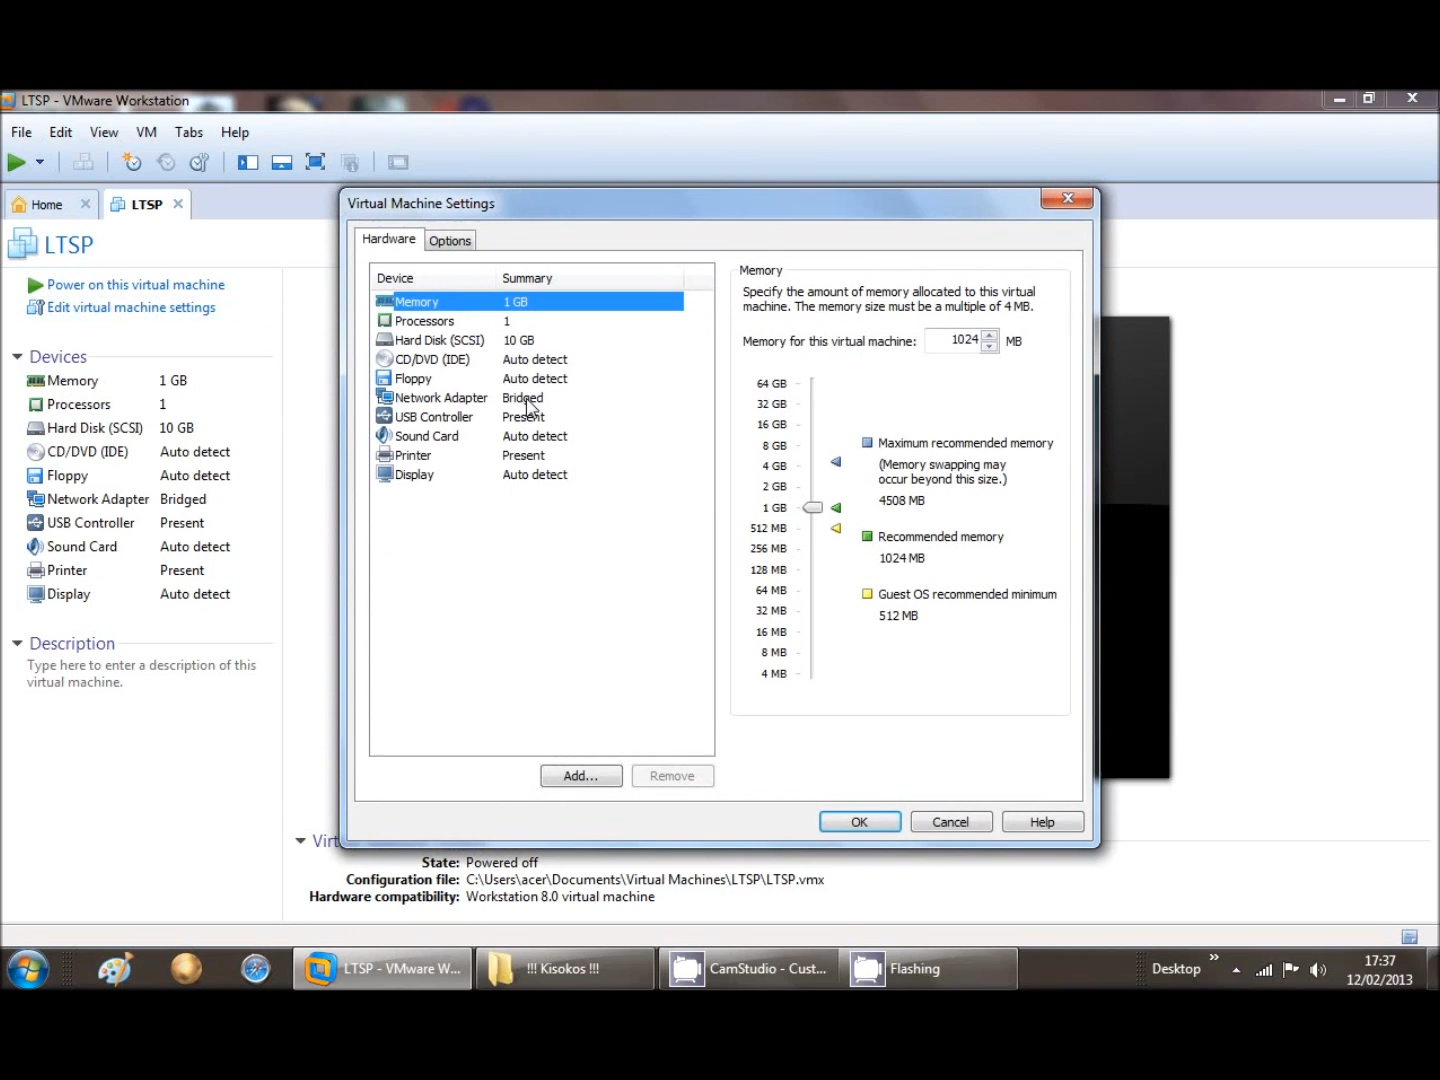 LTSP - VMware Workstation
File Edit View VM Tabs Help
Home LTSP
LTSP
Power on this virtual machine
Edit virtual machine settings
Devices
Memory 1 GB
Processors 1
Hard Disk (SCSI) 10 GB
CD/DVD (IDE) Auto detect
Floppy Auto detect
Network Adapter Bridged
USB Controller Present
Sound Card Auto detect
Printer Present
Display Auto detect
Description
Type here to enter a description of this
virtual machine.
Virtual Machine Settings
Hardware Options
Device Summary
Memory 1 GB
Processors 1
Hard Disk (SCSI) 10 GB
CD/DVD (IDE) Auto detect
Floppy Auto detect
Network Adapter Bridged
USB Controller Present
Sound Card Auto detect
Printer Present
Display Auto detect
Add... Remove
Memory
Specify the amount of memory allocated to this virtual
machine. The memory size must be a multiple of 4 MB.
Memory for this virtual machine: 1024 MB
64 GB
32 GB
16 GB
8 GB
4 GB
2 GB
1 GB
512 MB
256 MB
128 MB
64 MB
32 MB
16 MB
8 MB
4 MB
Maximum recommended memory
(Memory swapping may
occur beyond this size.)
4508 MB
Recommended memory
1024 MB
Guest OS recommended minimum
512 MB
OK Cancel Help
Virt
State: Powered off
Configuration file: C:\Users\acer\Documents\Virtual Machines\LTSP\LTSP.vmx
Hardware compatibility: Workstation 8.0 virtual machine
LTSP - VMware W... !!! Kisokos !!! CamStudio - Cust... Flashing Desktop
17:37
12/02/2013